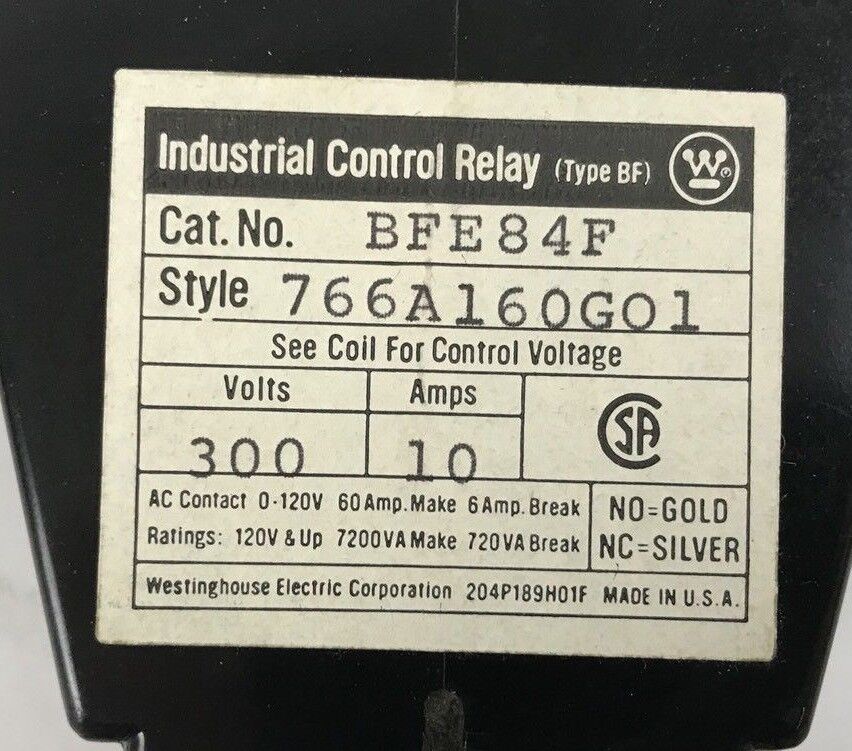 Industrial Control Relay (Type BF) W ®
Cat. No. BFE84F
Style 766A160G01
See Coil For Control Voltage
Volts Amps
300 10
CSA
AC Contact 0-120V 60 Amp. Make 6 Amp. Break
Ratings: 120V & Up 7200VA Make 720VA Break
NO=GOLD
NC=SILVER
Westinghouse Electric Corporation 204P189H01F MADE IN U.S.A.